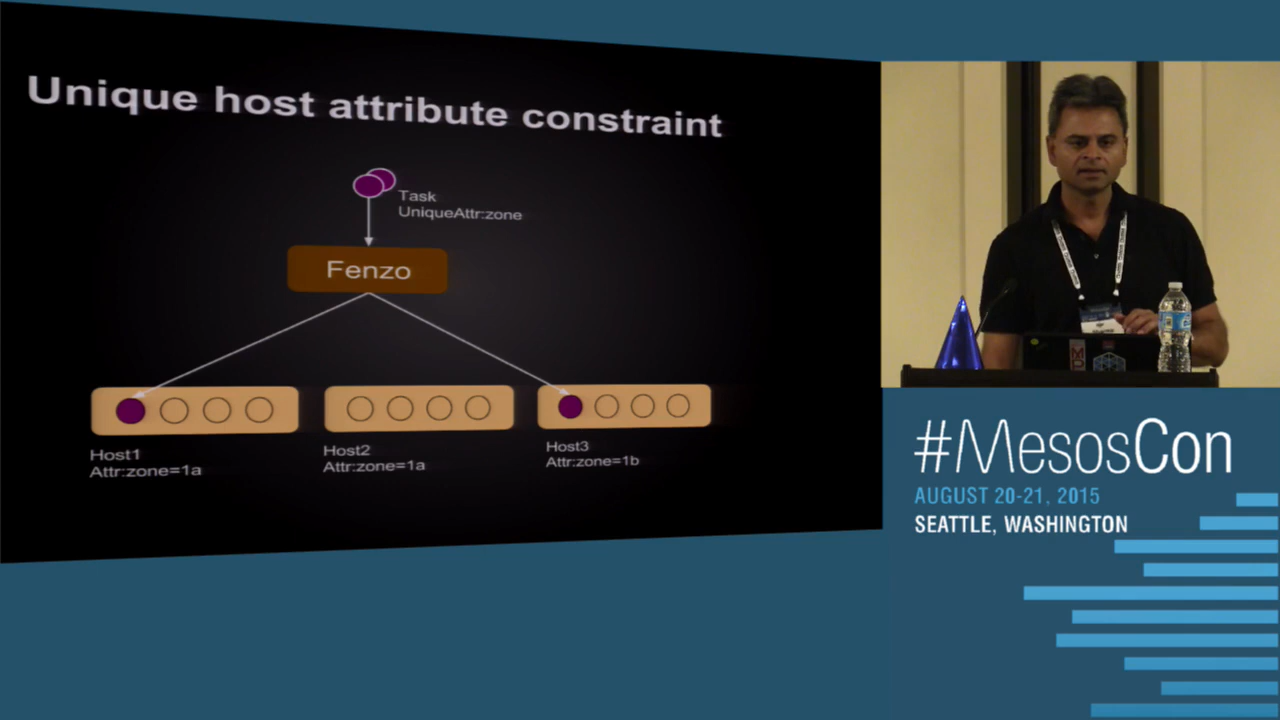 Unique host attribute constraint
Task
UniqueAttr:zone
Fenzo
Host1
Attr:zone=1a
Host2
Attr:zone=1a
Host3
Attr:zone=1b
#MesosCon
AUGUST 20-21, 2015
SEATTLE, WASHINGTON